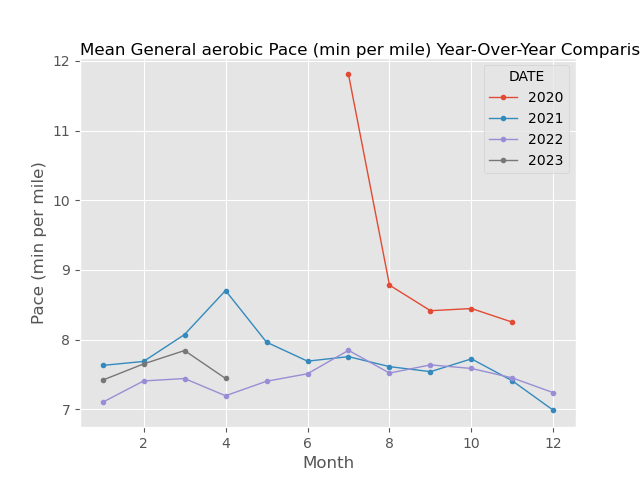 Mean General aerobic Pace (min per mile) Year-Over-Year Comparis
DATE
2020
2021
2022
2023
12
11
10
9
8
7
Pace (min per mile)
2 4 6 8 10 12
Month